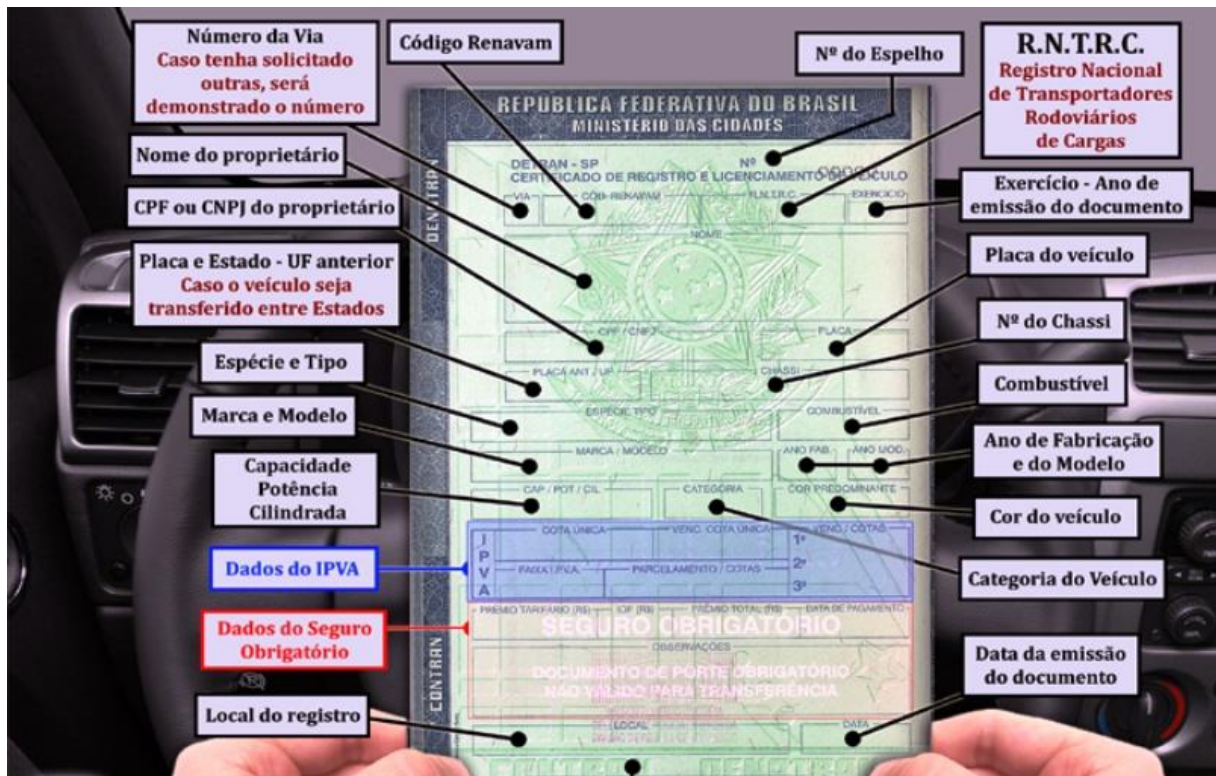 Número da Via
Caso tenha solicitado
outras, será
demonstrado o número
Código Renavam
Nº do Espelho
R.N.T.R.C.
Registro Nacional
de Transportadores
Rodoviários
de Cargas
Nome do proprietário
CPF ou CNPJ do proprietário
Exercício - Ano de
emissão do documento
Placa e Estado - UF anterior
Caso o veículo seja
transferido entre Estados
Placa do veículo
Nº do Chassi
Espécie e Tipo
Combustível
Marca e Modelo
Ano de Fabricação
e do Modelo
Capacidade
Potência
Cilindrada
Cor do veículo
Dados do IPVA
Categoria do Veículo
Dados do Seguro
Obrigatório
Data da emissão
do documento
Local do registro
REPÚBLICA FEDERATIVA DO BRASIL
MINISTÉRIO DAS CIDADES
DENATRAN
DETRAN - SP Nº
CERTIFICADO DE REGISTRO E LICENCIAMENTO DE VEÍCULO
VIA CÓD. RENAVAM R.N.T.R.C. EXERCÍCIO
NOME
CPF / CNPJ PLACA
PLACA ANT / UF CHASSI
ESPÉCIE TIPO COMBUSTÍVEL
MARCA / MODELO ANO FAB. ANO MOD.
CAP / POT / CIL CATEGORIA COR PREDOMINANTE
IPVA
COTA ÚNICA VENC. COTA ÚNICA VENC. / COTAS
1ª
FAIXA I.P.V.A. PARCELAMENTO / COTAS
2ª
3ª
PRÊMIO TARIFÁRIO (R$) IOF (R$) PRÊMIO TOTAL (R$) DATA DE PAGAMENTO
SEGURO OBRIGATÓRIO
OBSERVAÇÕES
DOCUMENTO DE PORTE OBRIGATÓRIO
NÃO VÁLIDO PARA TRANSFERÊNCIA
CONTRAN
LOCAL DATA